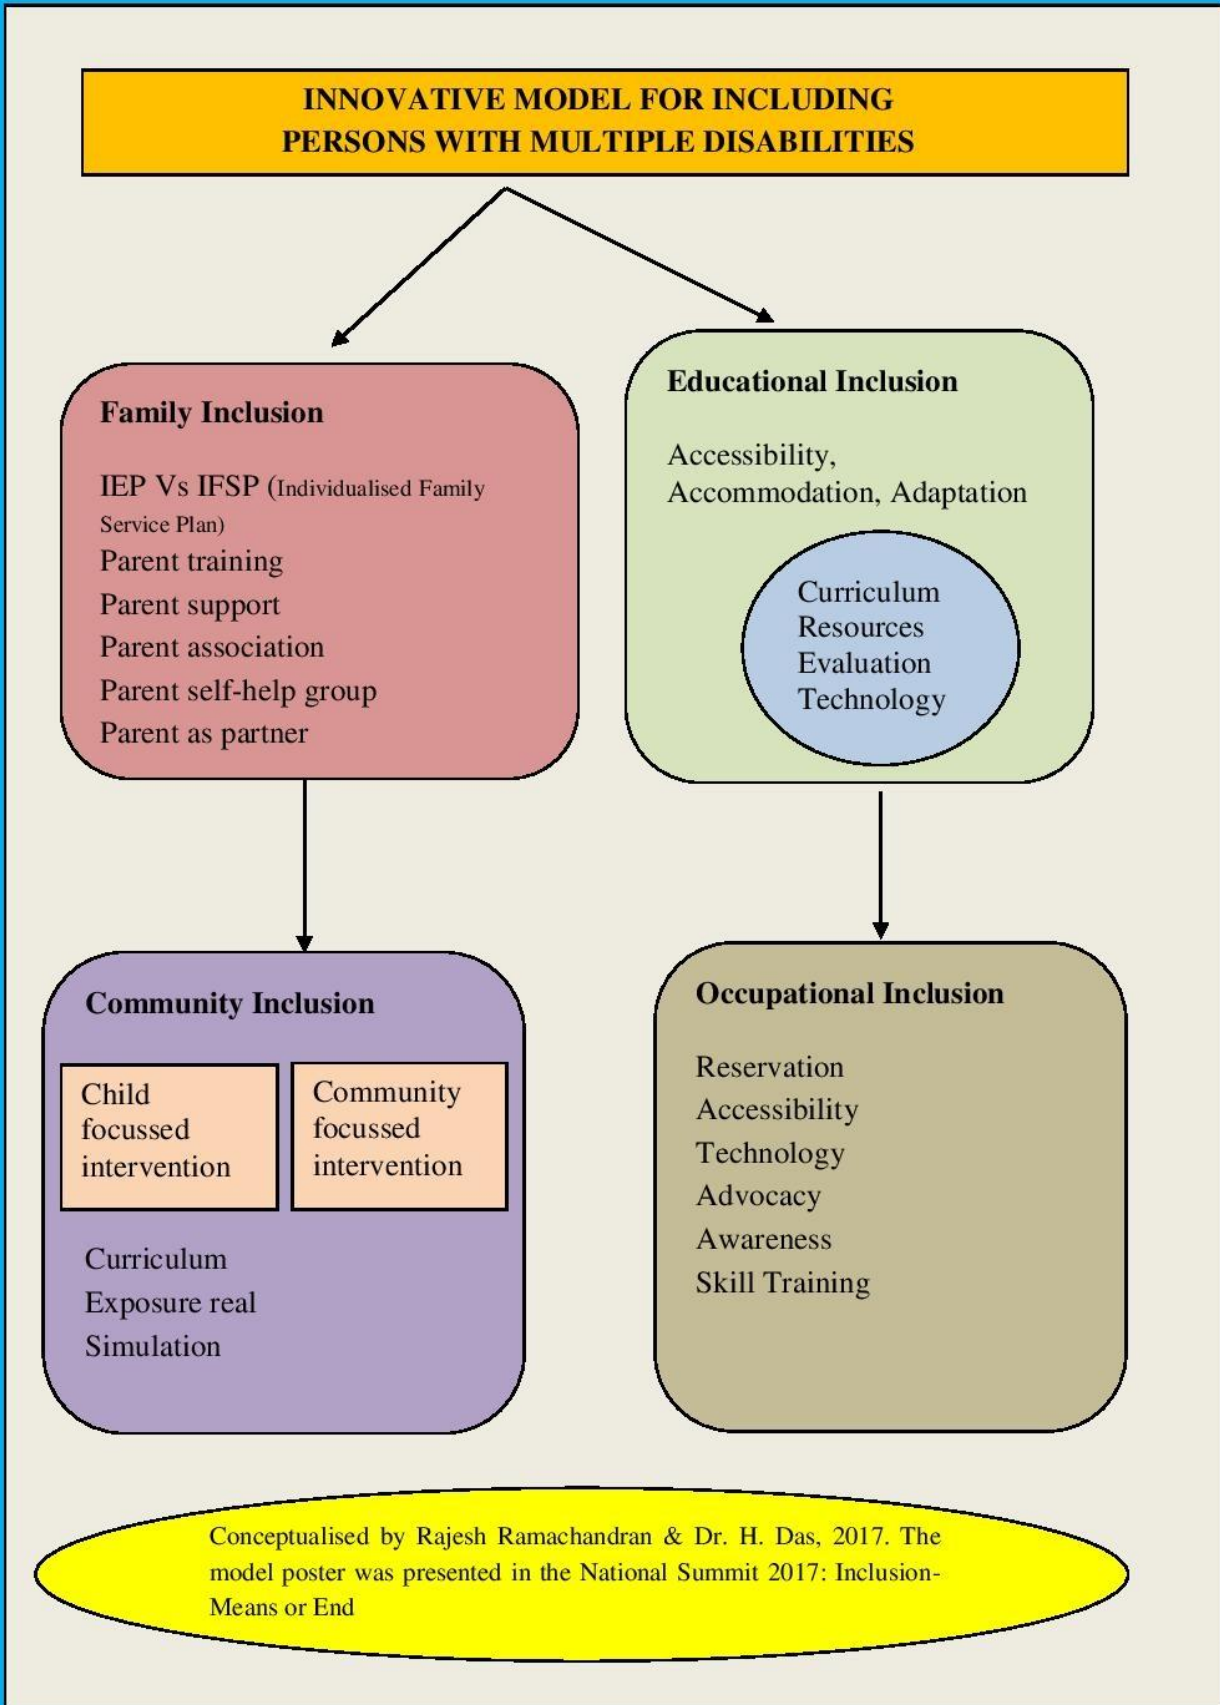 INNOVATIVE MODEL FOR INCLUDING
PERSONS WITH MULTIPLE DISABILITIES
Family Inclusion
IEP Vs IFSP (Individualised Family
Service Plan)
Parent training
Parent support
Parent association
Parent self-help group
Parent as partner
Educational Inclusion
Accessibility,
Accommodation, Adaptation
Curriculum
Resources
Evaluation
Technology
Community Inclusion
Child
focussed
intervention
Community
focussed
intervention
Curriculum
Exposure real
Simulation
Occupational Inclusion
Reservation
Accessibility
Technology
Advocacy
Awareness
Skill Training
Conceptualised by Rajesh Ramachandran & Dr. H. Das, 2017. The
model poster was presented in the National Summit 2017: Inclusion-
Means or End